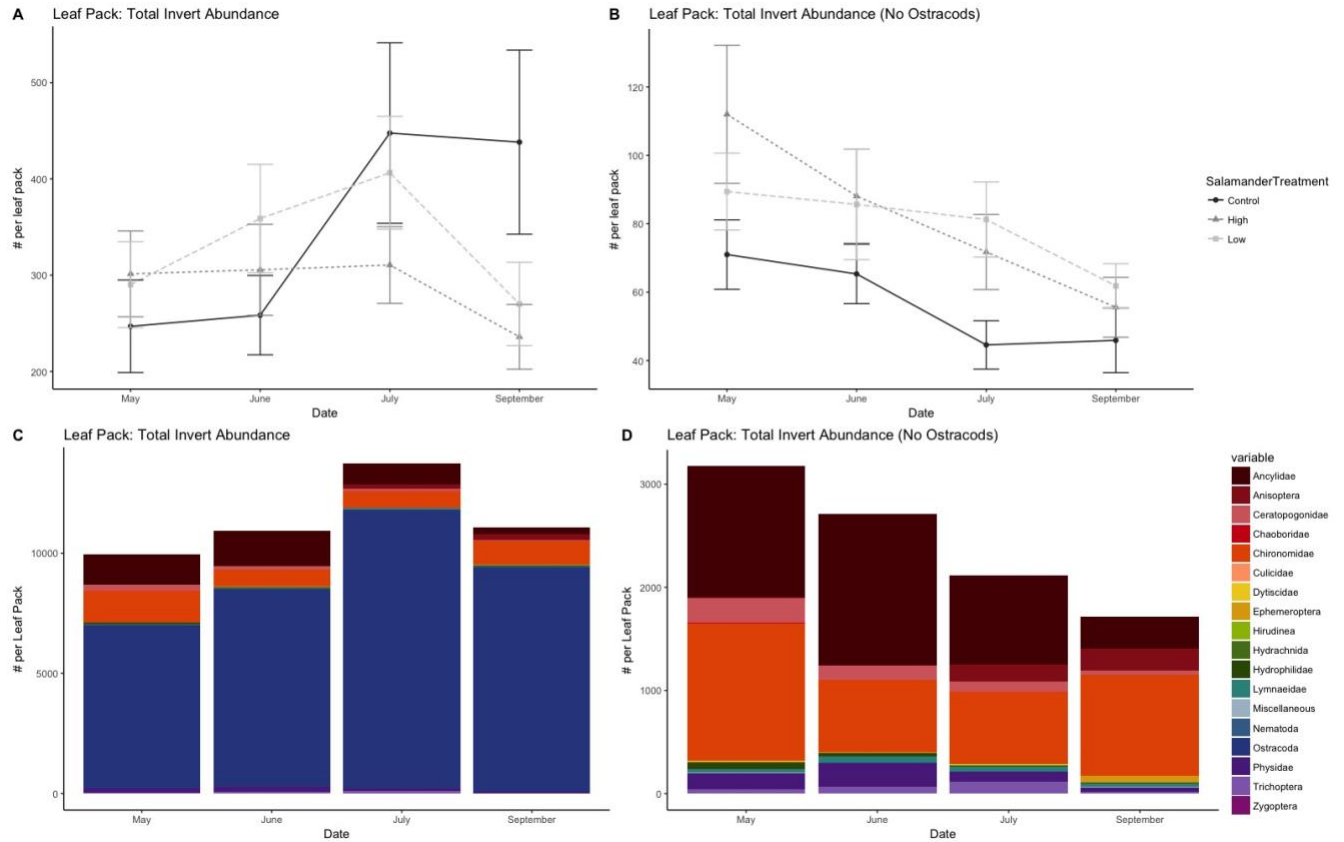 A Leaf Pack: Total Invert Abundance
500
400
300
200
# per leaf pack
May June July September
Date
B Leaf Pack: Total Invert Abundance (No Ostracods)
120
100
80
60
40
# per leaf pack
May June July September
Date
SalamanderTreatment
Control
High
Low
C Leaf Pack: Total Invert Abundance
10000
5000
0
# per Leaf Pack
May June July September
Date
D Leaf Pack: Total Invert Abundance (No Ostracods)
3000
2000
1000
0
# per Leaf Pack
May June July September
Date
variable
Ancylidae
Anisoptera
Ceratopogonidae
Chaoboridae
Chironomidae
Culicidae
Dytiscidae
Ephemeroptera
Hirudinea
Hydrachnida
Hydrophilidae
Lymnaeidae
Miscellaneous
Nematoda
Ostracoda
Physidae
Trichoptera
Zygoptera